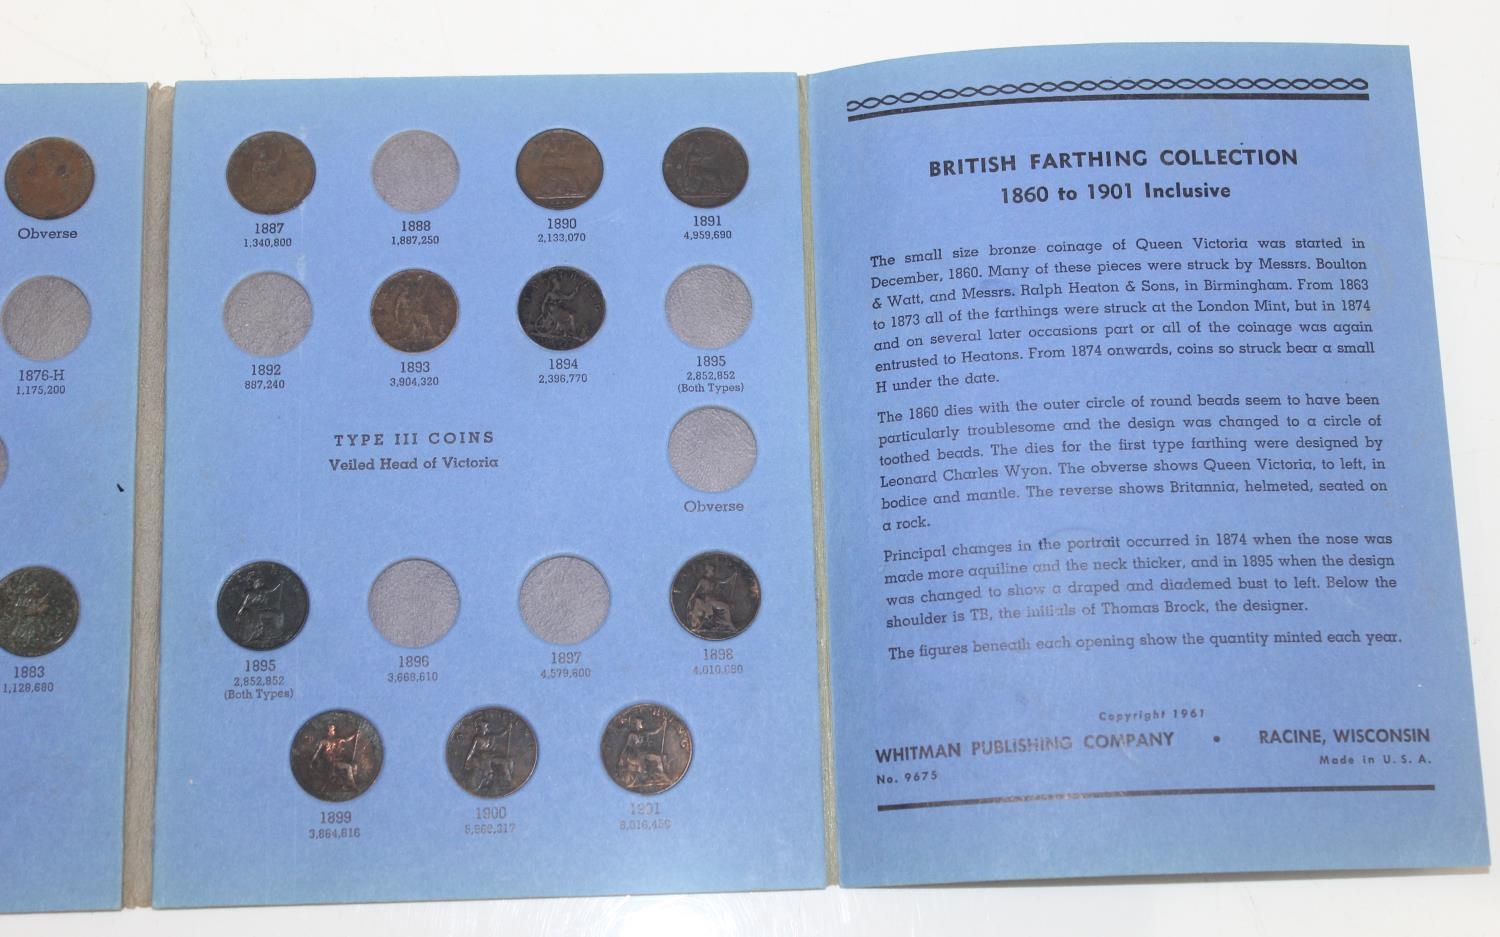 Obverse
1876-H
1,175,200
1883
1,128,680
1887
1,340,800
1888
1,887,250
1890
2,133,070
1891
4,959,690
1892
887,240
1893
3,904,320
1894
2,396,770
1895
2,852,852
(Both Types)
TYPE III COINS
Veiled Head of Victoria
Obverse
1895
2,852,852
(Both Types)
1896
3,668,610
1897
4,579,600
1898
4,010,080
1899
3,864,616
1900
5,969,317
1901
8,016,459
BRITISH FARTHING COLLECTION
1860 to 1901 Inclusive
The small size bronze coinage of Queen Victoria was started in
December, 1860. Many of these pieces were struck by Messrs. Boulton
& Watt, and Messrs. Ralph Heaton & Sons, in Birmingham. From 1863
to 1873 all of the farthings were struck at the London Mint, but in 1874
and on several later occasions part or all of the coinage was again
entrusted to Heatons. From 1874 onwards, coins so struck bear a small
H under the date.
The 1860 dies with the outer circle of round beads seem to have been
particularly troublesome and the design was changed to a circle of
toothed beads. The dies for the first type farthing were designed by
Leonard Charles Wyon. The obverse shows Queen Victoria, to left, in
bodice and mantle. The reverse shows Britannia, helmeted, seated on
a rock.
Principal changes in the portrait occurred in 1874 when the nose was
made more aquiline and the neck thicker, and in 1895 when the design
was changed to show a draped and diademed bust to left. Below the
shoulder is TB, the initials of Thomas Brock, the designer.
The figures beneath each opening show the quantity minted each year.
Copyright 1961
WHITMAN PUBLISHING COMPANY • RACINE, WISCONSIN
No. 9675
Made in U. S. A.